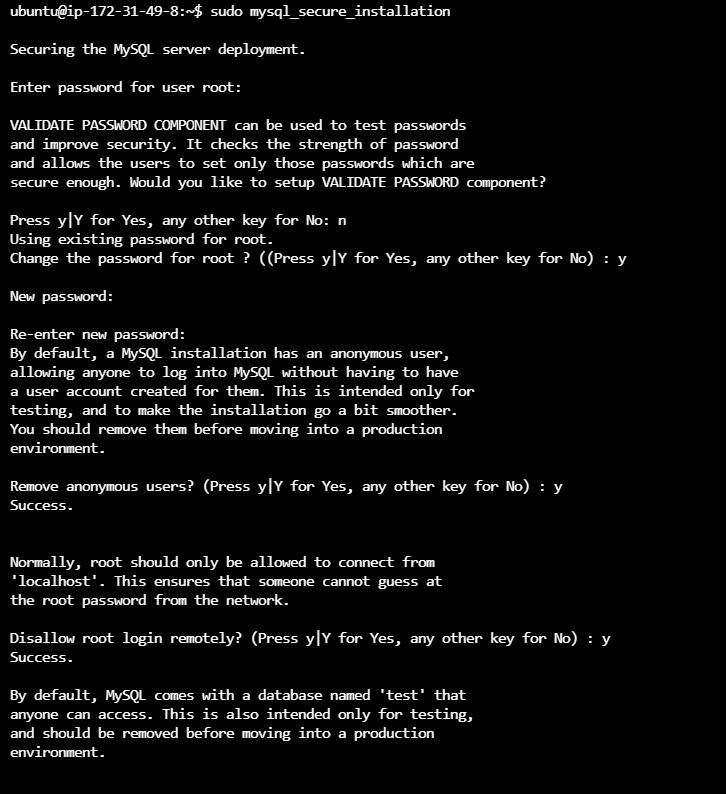 ubuntu@ip-172-31-49-8:~$ sudo mysql_secure_installation
Securing the MySQL server deployment.
Enter password for user root:
VALIDATE PASSWORD COMPONENT can be used to test passwords
and improve security. It checks the strength of password
and allows the users to set only those passwords which are
secure enough. Would you like to setup VALIDATE PASSWORD component?
Press y|Y for Yes, any other key for No: n
Using existing password for root.
Change the password for root ? ((Press y|Y for Yes, any other key for No) : y
New password:
Re-enter new password:
By default, a MySQL installation has an anonymous user,
allowing anyone to log into MySQL without having to have
a user account created for them. This is intended only for
testing, and to make the installation go a bit smoother.
You should remove them before moving into a production
environment.
Remove anonymous users? (Press y|Y for Yes, any other key for No) : y
Success.
Normally, root should only be allowed to connect from
'localhost'. This ensures that someone cannot guess at
the root password from the network.
Disallow root login remotely? (Press y|Y for Yes, any other key for No) : y
Success.
By default, MySQL comes with a database named 'test' that
anyone can access. This is also intended only for testing,
and should be removed before moving into a production
environment.